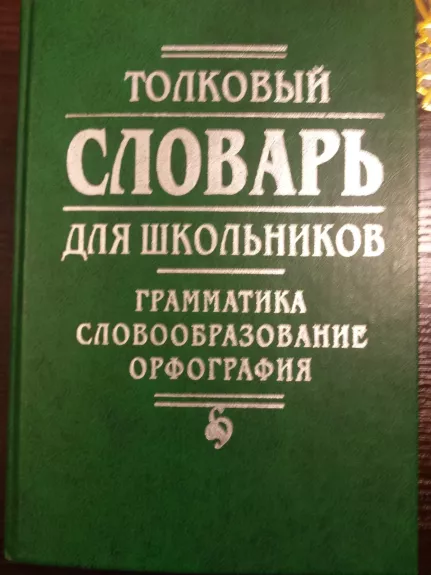 ТОЛКОВЫЙ
СЛОВАРЬ
ДЛЯ ШКОЛЬНИКОВ
ГРАММАТИКА
СЛОВООБРАЗОВАНИЕ
ОРФОГРАФИЯ